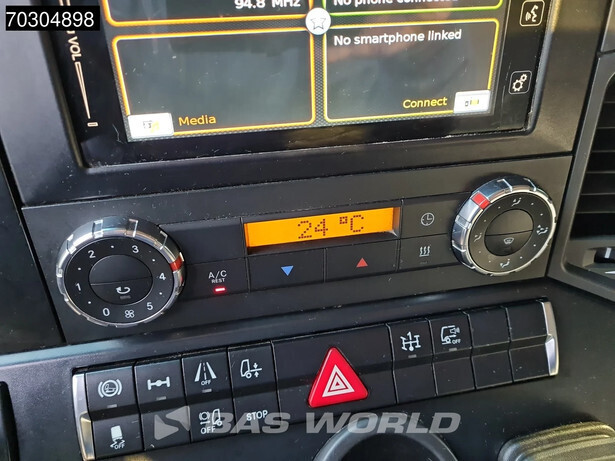 70304898
94.8 MHz
No phone connected
VOL
No smartphone linked
Media
Connect
24 °C
0 1 2 3 4 5
A/C
REST
OFF
OFF
OFF
STOP
BAS WORLD